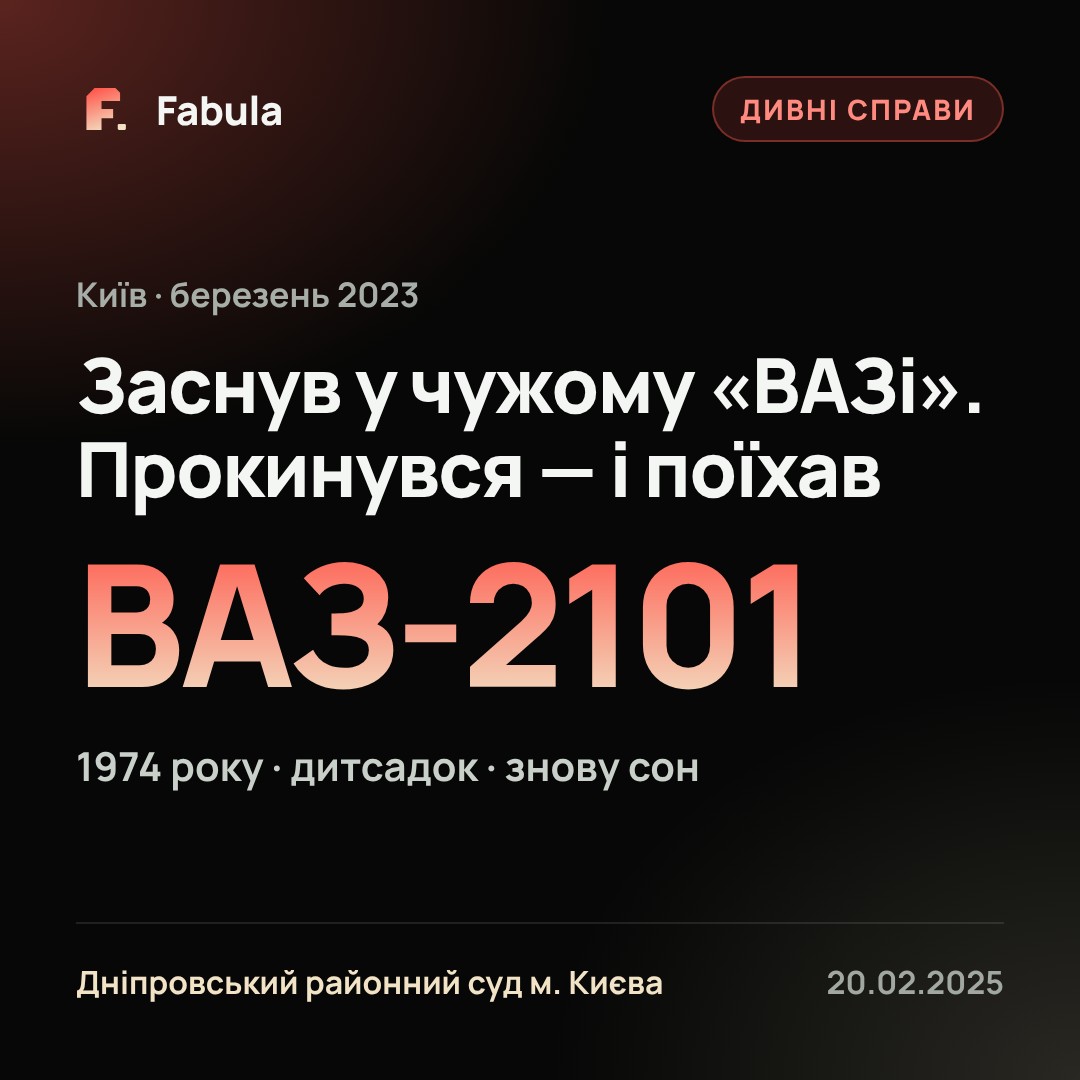 F. Fabula
ДИВНІ СПРАВИ
Київ · березень 2023
Заснув у чужому «ВАЗі».
Прокинувся — і поїхав
ВАЗ-2101
1974 року · дитсадок · знову сон
Дніпровський районний суд м. Києва
20.02.2025